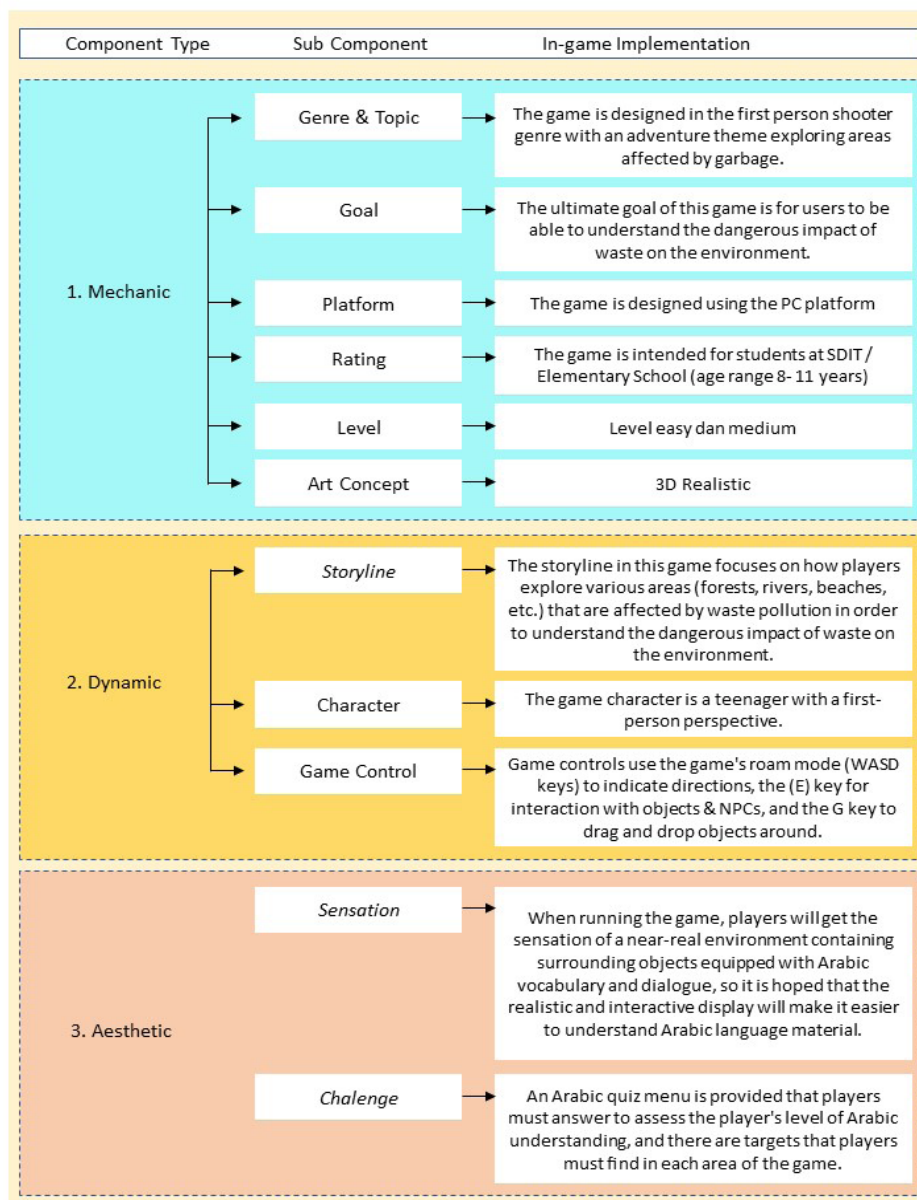 Component Type Sub Component In-game Implementation
1. Mechanic
Genre & Topic
The game is designed in the first person shooter
genre with an adventure theme exploring areas
affected by garbage.
Goal
The ultimate goal of this game is for users to be
able to understand the dangerous impact of
waste on the environment.
Platform
The game is designed using the PC platform
Rating
The game is intended for students at SDIT /
Elementary School (age range 8- 11 years)
Level
Level easy dan medium
Art Concept
3D Realistic
2. Dynamic
Storyline
The storyline in this game focuses on how players
explore various areas (forests, rivers, beaches,
etc.) that are affected by waste pollution in order
to understand the dangerous impact of waste on
the environment.
Character
The game character is a teenager with a first-
person perspective.
Game Control
Game controls use the game's roam mode (WASD
keys) to indicate directions, the (E) key for
interaction with objects & NPCs, and the G key to
drag and drop objects around.
3. Aesthetic
Sensation
When running the game, players will get the
sensation of a near-real environment containing
surrounding objects equipped with Arabic
vocabulary and dialogue, so it is hoped that the
realistic and interactive display will make it easier
to understand Arabic language material.
Chalenge
An Arabic quiz menu is provided that players
must answer to assess the player's level of Arabic
understanding, and there are targets that players
must find in each area of the game.